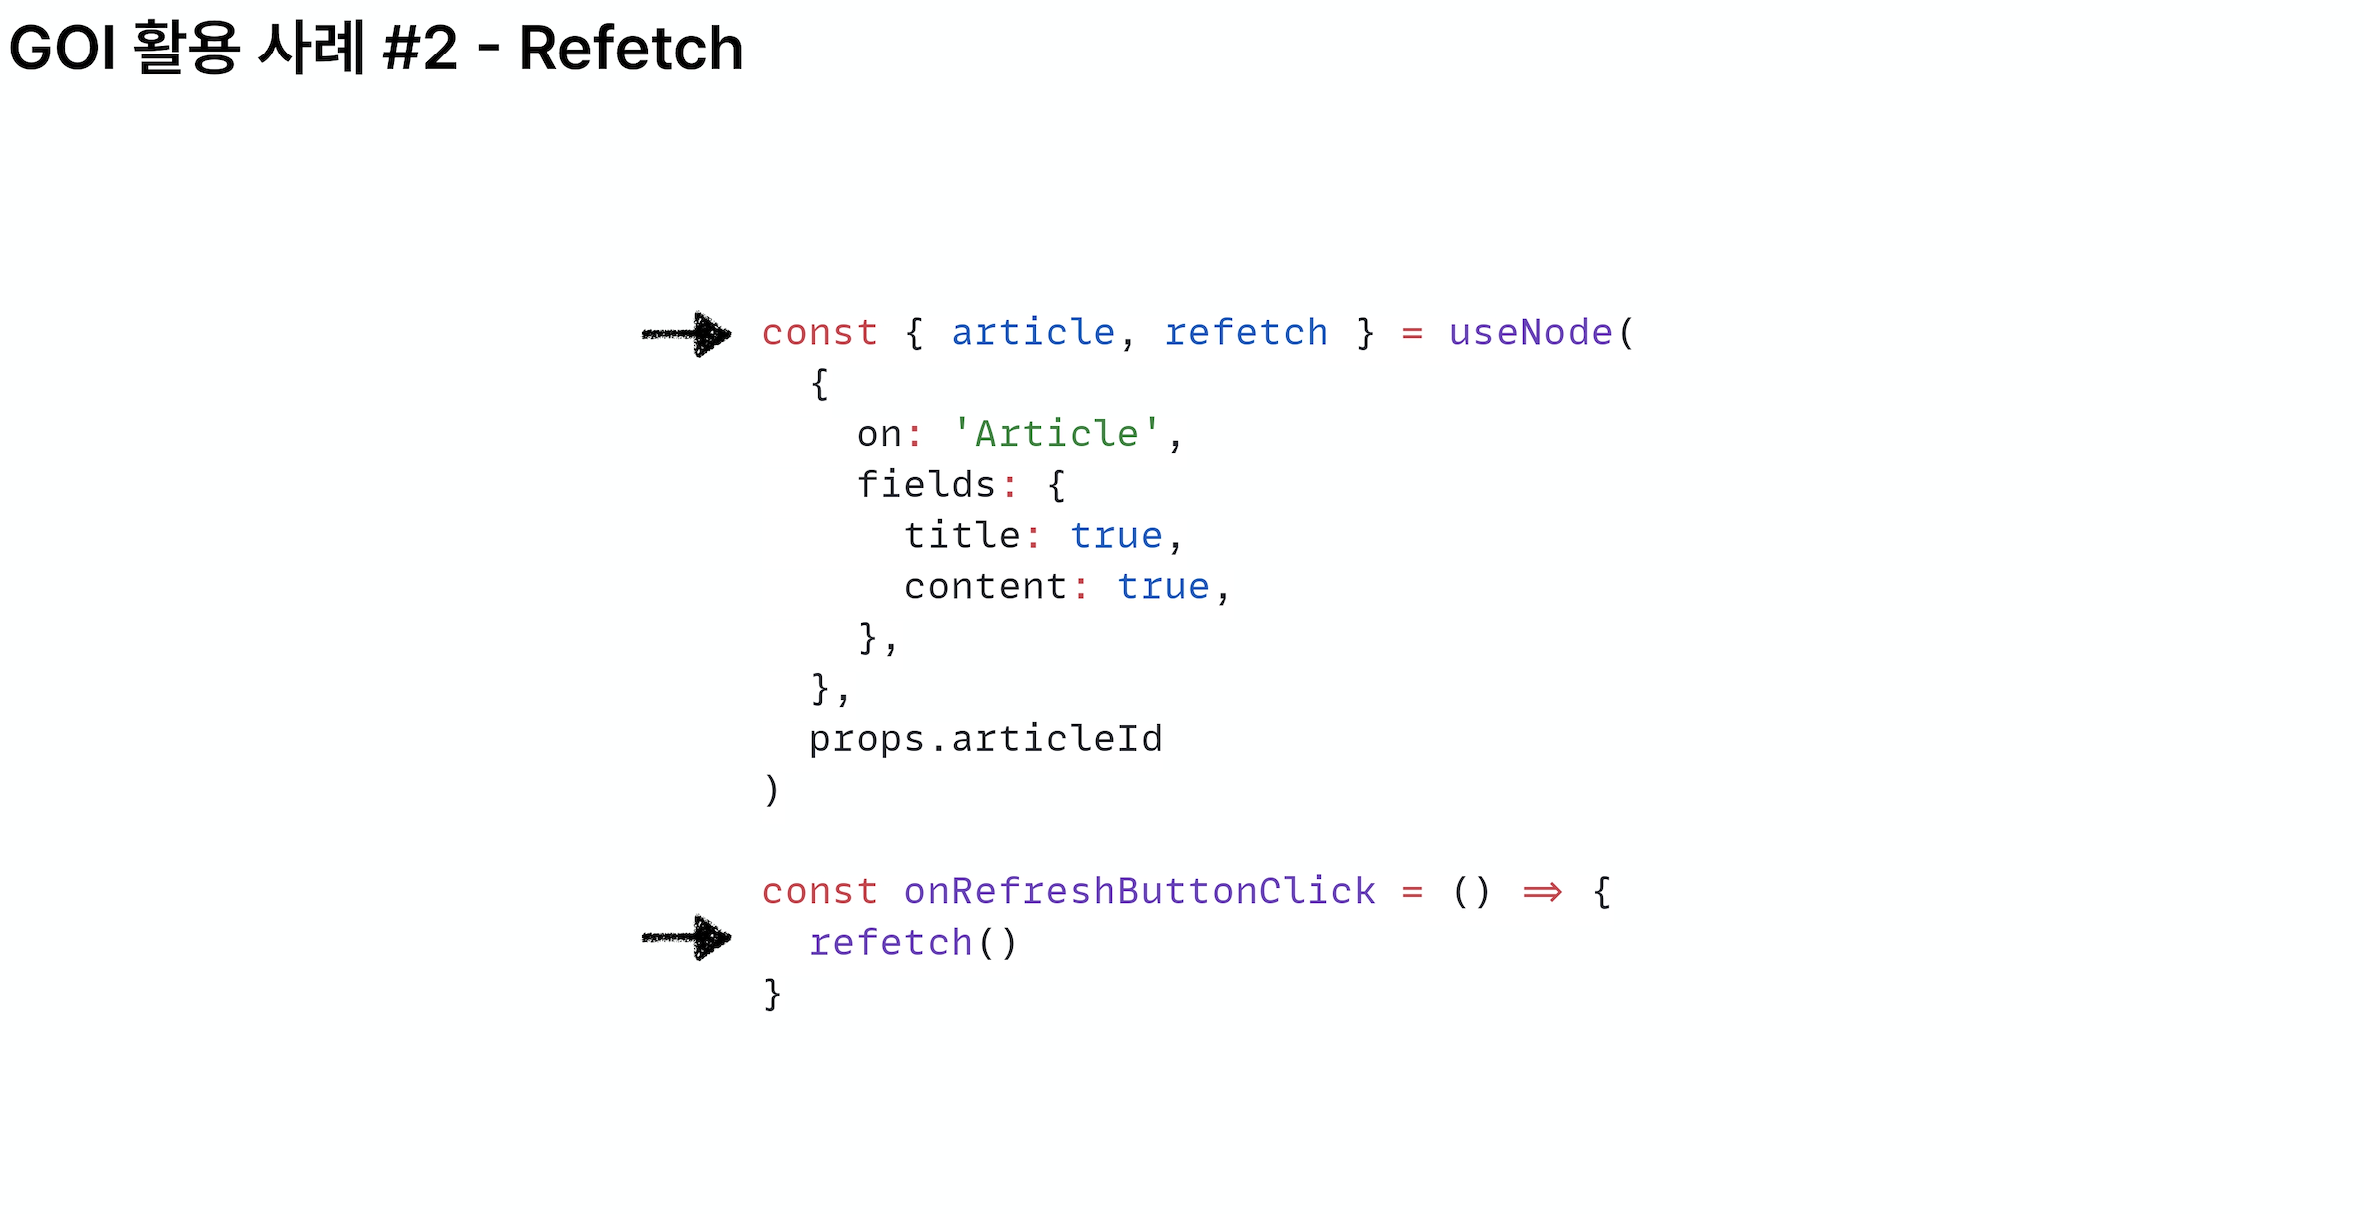 GOI 활용 사례 #2 - Refetch
const { article, refetch } = useNode(
  {
    on: 'Article',
    fields: {
      title: true,
      content: true,
    },
  },
  props.articleId
)
const onRefreshButtonClick = () => {
  refetch()
}